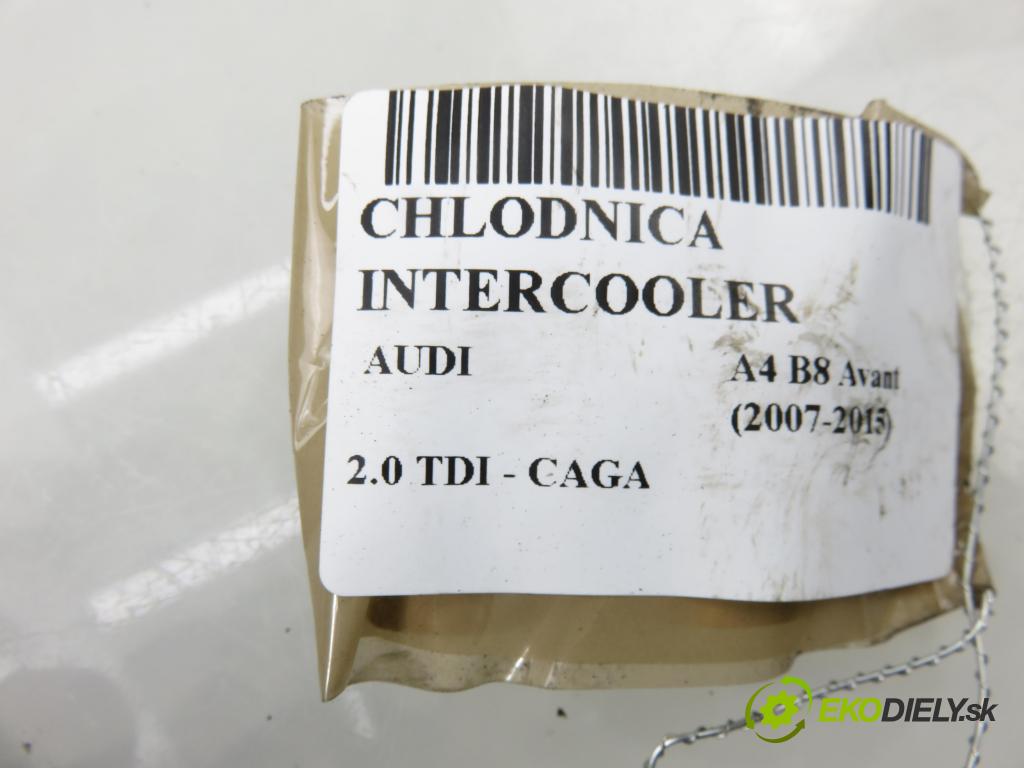 CHLODNICA
INTERCOOLER
AUDI A4 B8 Avant
(2007-2015)
2.0 TDI - CAGA
EKODIELY.sk